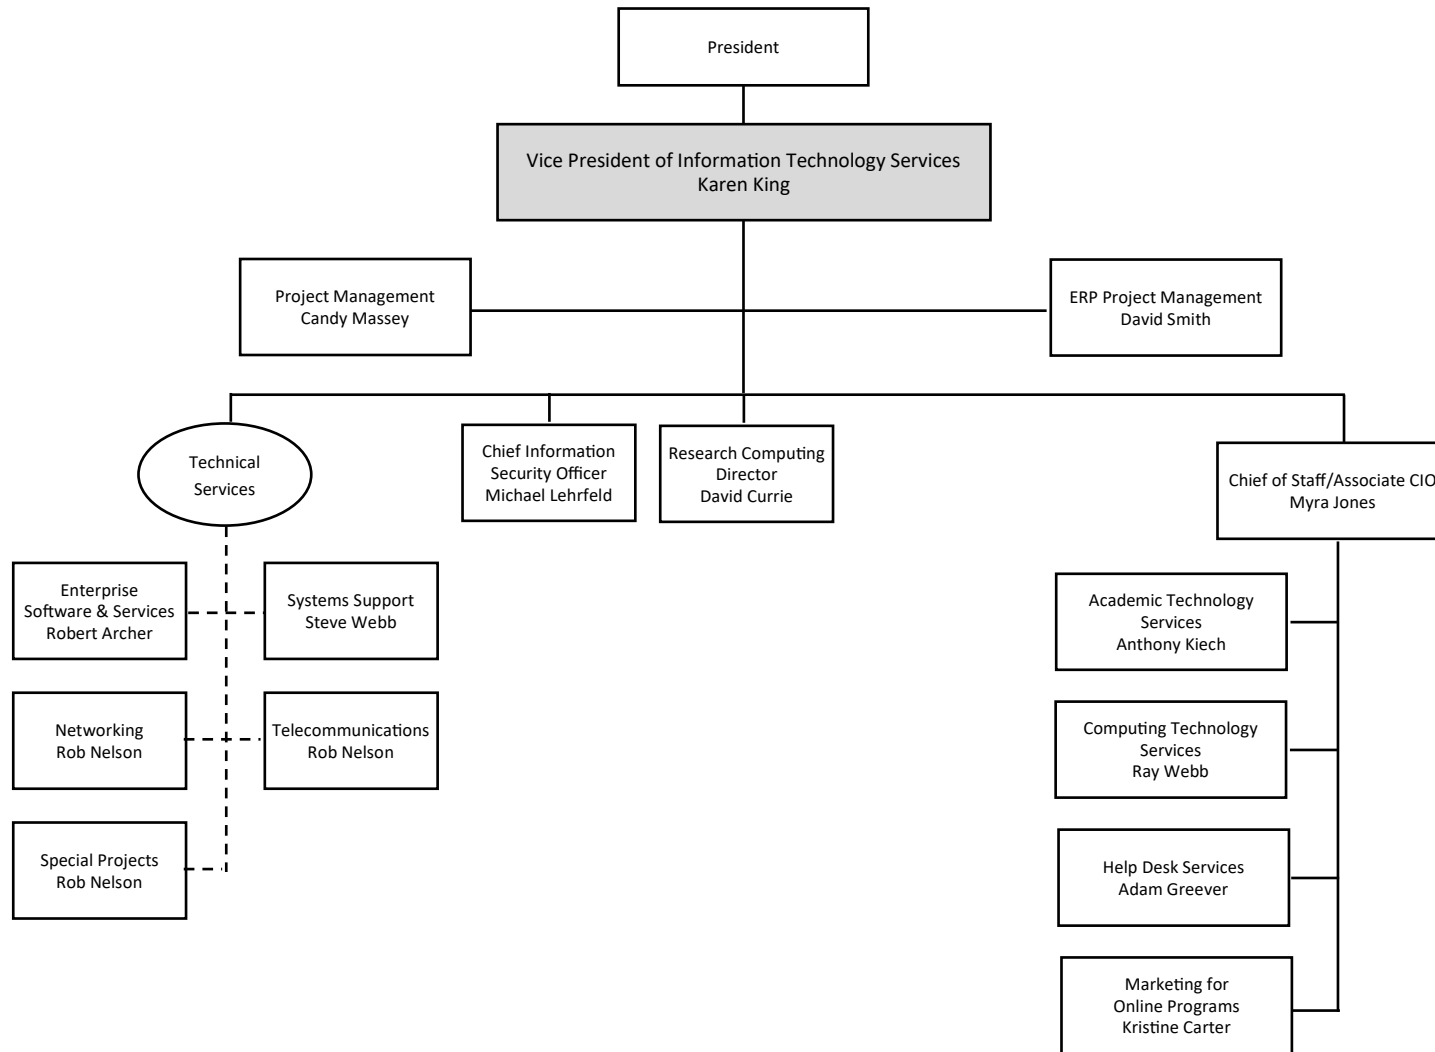 President
Vice President of Information Technology Services
Karen King
Project Management
Candy Massey
ERP Project Management
David Smith
Technical
Services
Chief Information
Security Officer
Michael Lehrfeld
Research Computing
Director
David Currie
Chief of Staff/Associate CIO
Myra Jones
Enterprise
Software & Services
Robert Archer
Systems Support
Steve Webb
Networking
Rob Nelson
Telecommunications
Rob Nelson
Special Projects
Rob Nelson
Academic Technology
Services
Anthony Kiech
Computing Technology
Services
Ray Webb
Help Desk Services
Adam Greever
Marketing for
Online Programs
Kristine Carter